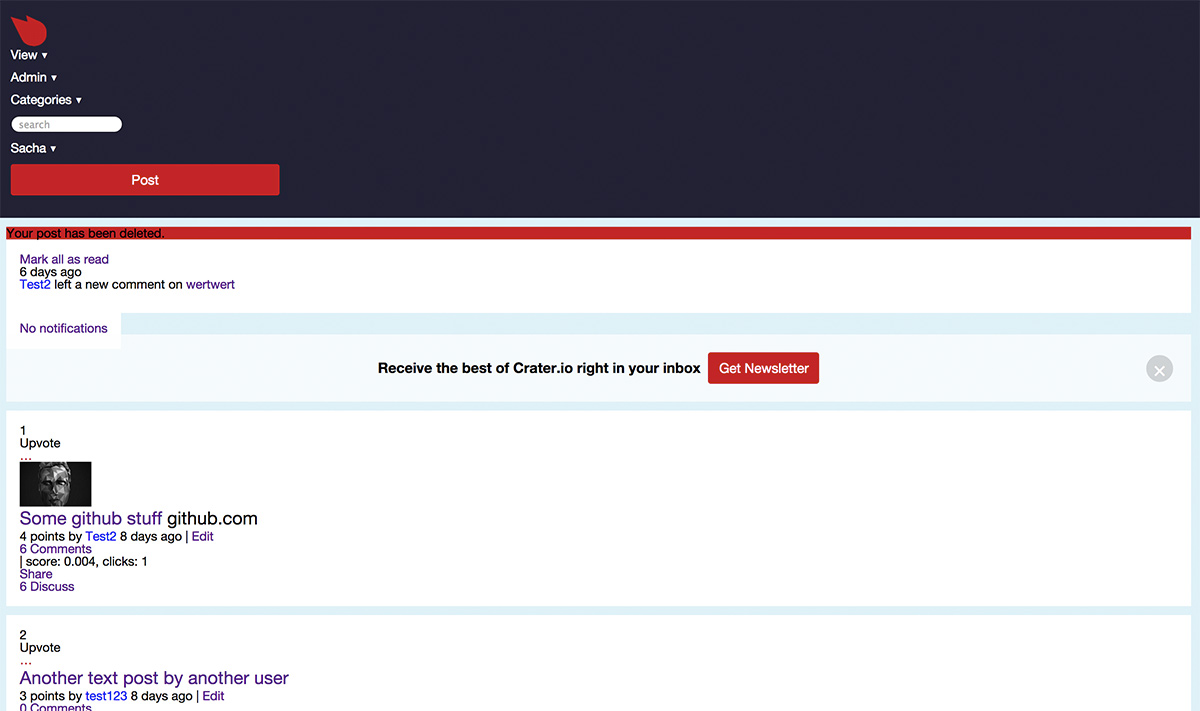 View ▼
Admin ▼
Categories ▼
search
Sacha ▼
Post
Your post has been deleted.
Mark all as read
6 days ago
Test2 left a new comment on wertwert
No notifications
Receive the best of Crater.io right in your inbox Get Newsletter
1
Upvote
...
Some github stuff github.com
4 points by Test2 8 days ago | Edit
6 Comments
| score: 0.004, clicks: 1
Share
6 Discuss
2
Upvote
...
Another text post by another user
3 points by test123 8 days ago | Edit
0 Comments